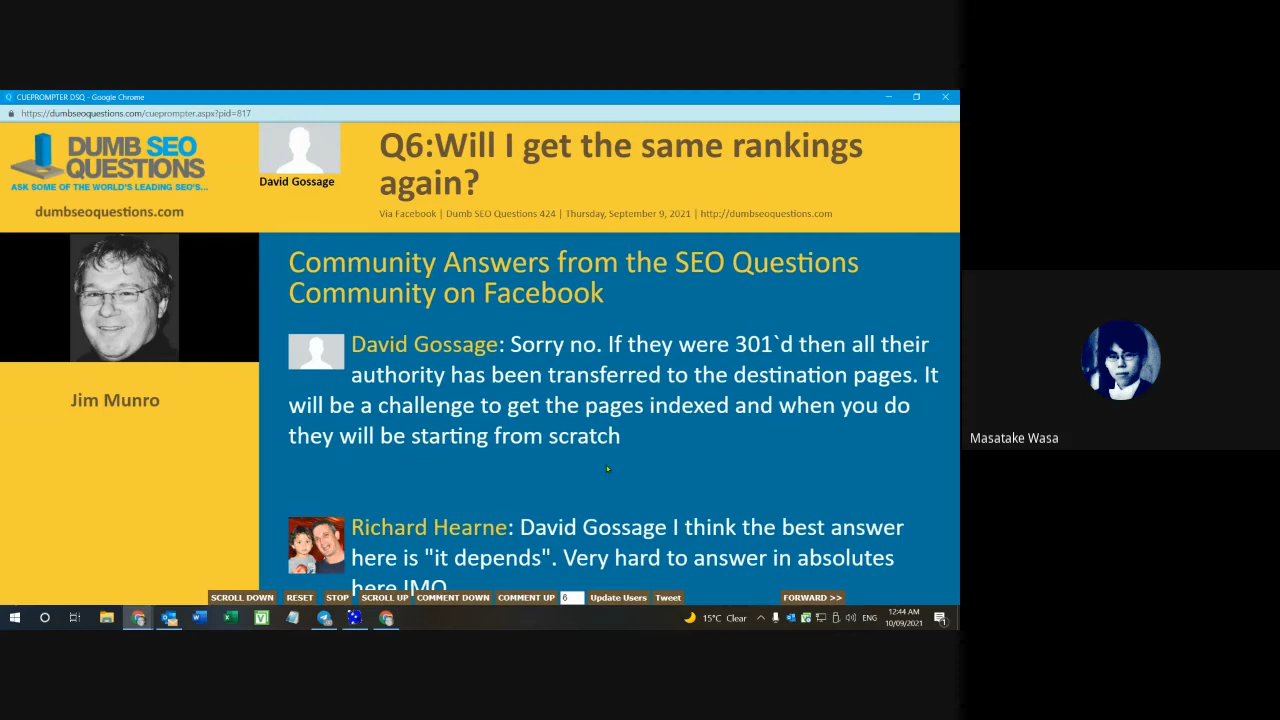 CUEPROMPTER DSQ - Google Chrome
https://dumbseoquestions.com/cueprompter.aspx?pid=817
DUMB SEO
QUESTIONS
ASK SOME OF THE WORLD'S LEADING SEO'S...
dumbseoquestions.com
David Gossage
Q6:Will I get the same rankings
again?
Via Facebook | Dumb SEO Questions 424 | Thursday, September 9, 2021 | http://dumbseoquestions.com
Jim Munro
Community Answers from the SEO Questions
Community on Facebook
David Gossage: Sorry no. If they were 301`d then all their
authority has been transferred to the destination pages. It
will be a challenge to get the pages indexed and when you do
they will be starting from scratch
Richard Hearne: David Gossage I think the best answer
here is "it depends". Very hard to answer in absolutes
here IMO
SCROLL DOWN RESET STOP SCROLL UP COMMENT DOWN COMMENT UP 6 Update Users Tweet FORWARD >>
15°C Clear ENG 12:44 AM
10/09/2021
1
Masatake Wasa